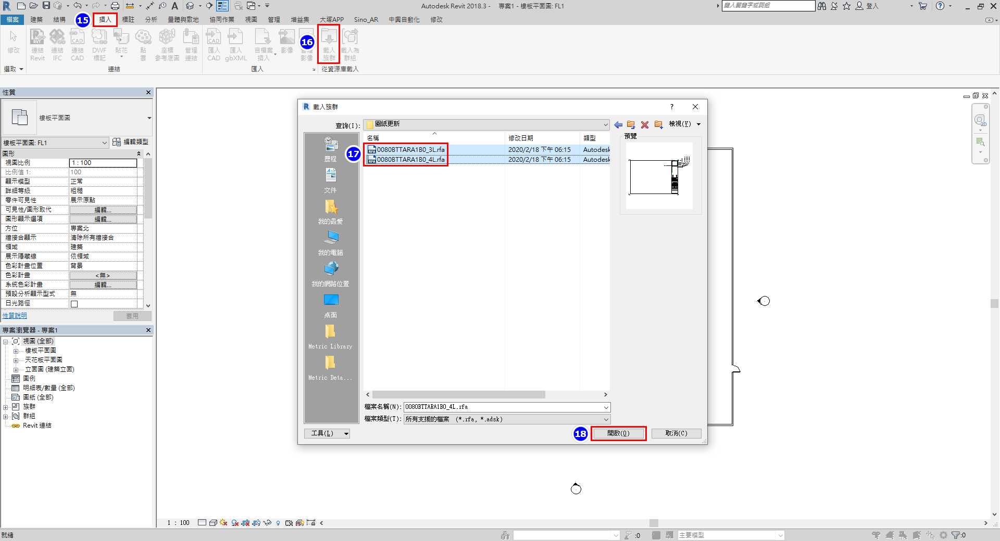 Autodesk Revit 2018.3 - 專案1 - 樓板平面圖: FL1
鍵入關鍵字或詞組
登入
檔案 建築 結構 15 插入 標註 分析 量體與敷地 協同作業 視圖 管理 增益集 大塚APP Sino_AR 中興自動化 修改
修改
連結 Revit
連結 IFC
連結 CAD
DWF 標記
貼花
點雲
座標 參考底圖
管理 連結
匯入 CAD
匯入 gbXML
自檔案 插入
影像
管理 影像
16
載入 族群
載入為 群組
選取 連結 匯入 從資源庫載入
性質
樓板平面圖
樓板平面圖: FL1 編輯類型
圖形
視圖比例 1 : 100
比例值 1: 100
顯示模型 正常
詳細等級 粗糙
零件可見性 展示原點
可見性/圖形取代 編輯...
圖形顯示選項 編輯...
方位 專案北
牆接合顯示 清除所有牆接合
領域 建築
展示隱藏線 依領域
色彩計畫位置 背景
色彩計畫 <無>
系統色彩計畫 編輯...
預設分析顯示型式 無
日光路徑
性質說明 套用
專案瀏覽器 - 專案1
視圖 (全部)
樓板平面圖
天花板平面圖
立面圖 (建築立面)
圖例
明細表/數量 (全部)
圖紙 (全部)
族群
群組
Revit 連結
載入族群
查詢(I): 圖紙更新 檢視(V)
名稱 修改日期 類型 預覽
17
0080BTTARA1B0_3L.rfa 2020/2/18 下午 06:15 Autodesk
0080BTTARA1B0_4L.rfa 2020/2/18 下午 06:15 Autodesk
歷程
文件
我的最愛
我的電腦
我的網路位置
桌面
Metric Library
Metric Deta...
檔案名稱(N): 0080BTTARA1B0_4L.rfa
檔案類型(T): 所有支援的檔案 (*.rfa, *.adsk)
工具(L) 18 開啟(O) 取消(C)
2D
1 : 100
就緒 :0 主要模型 :0